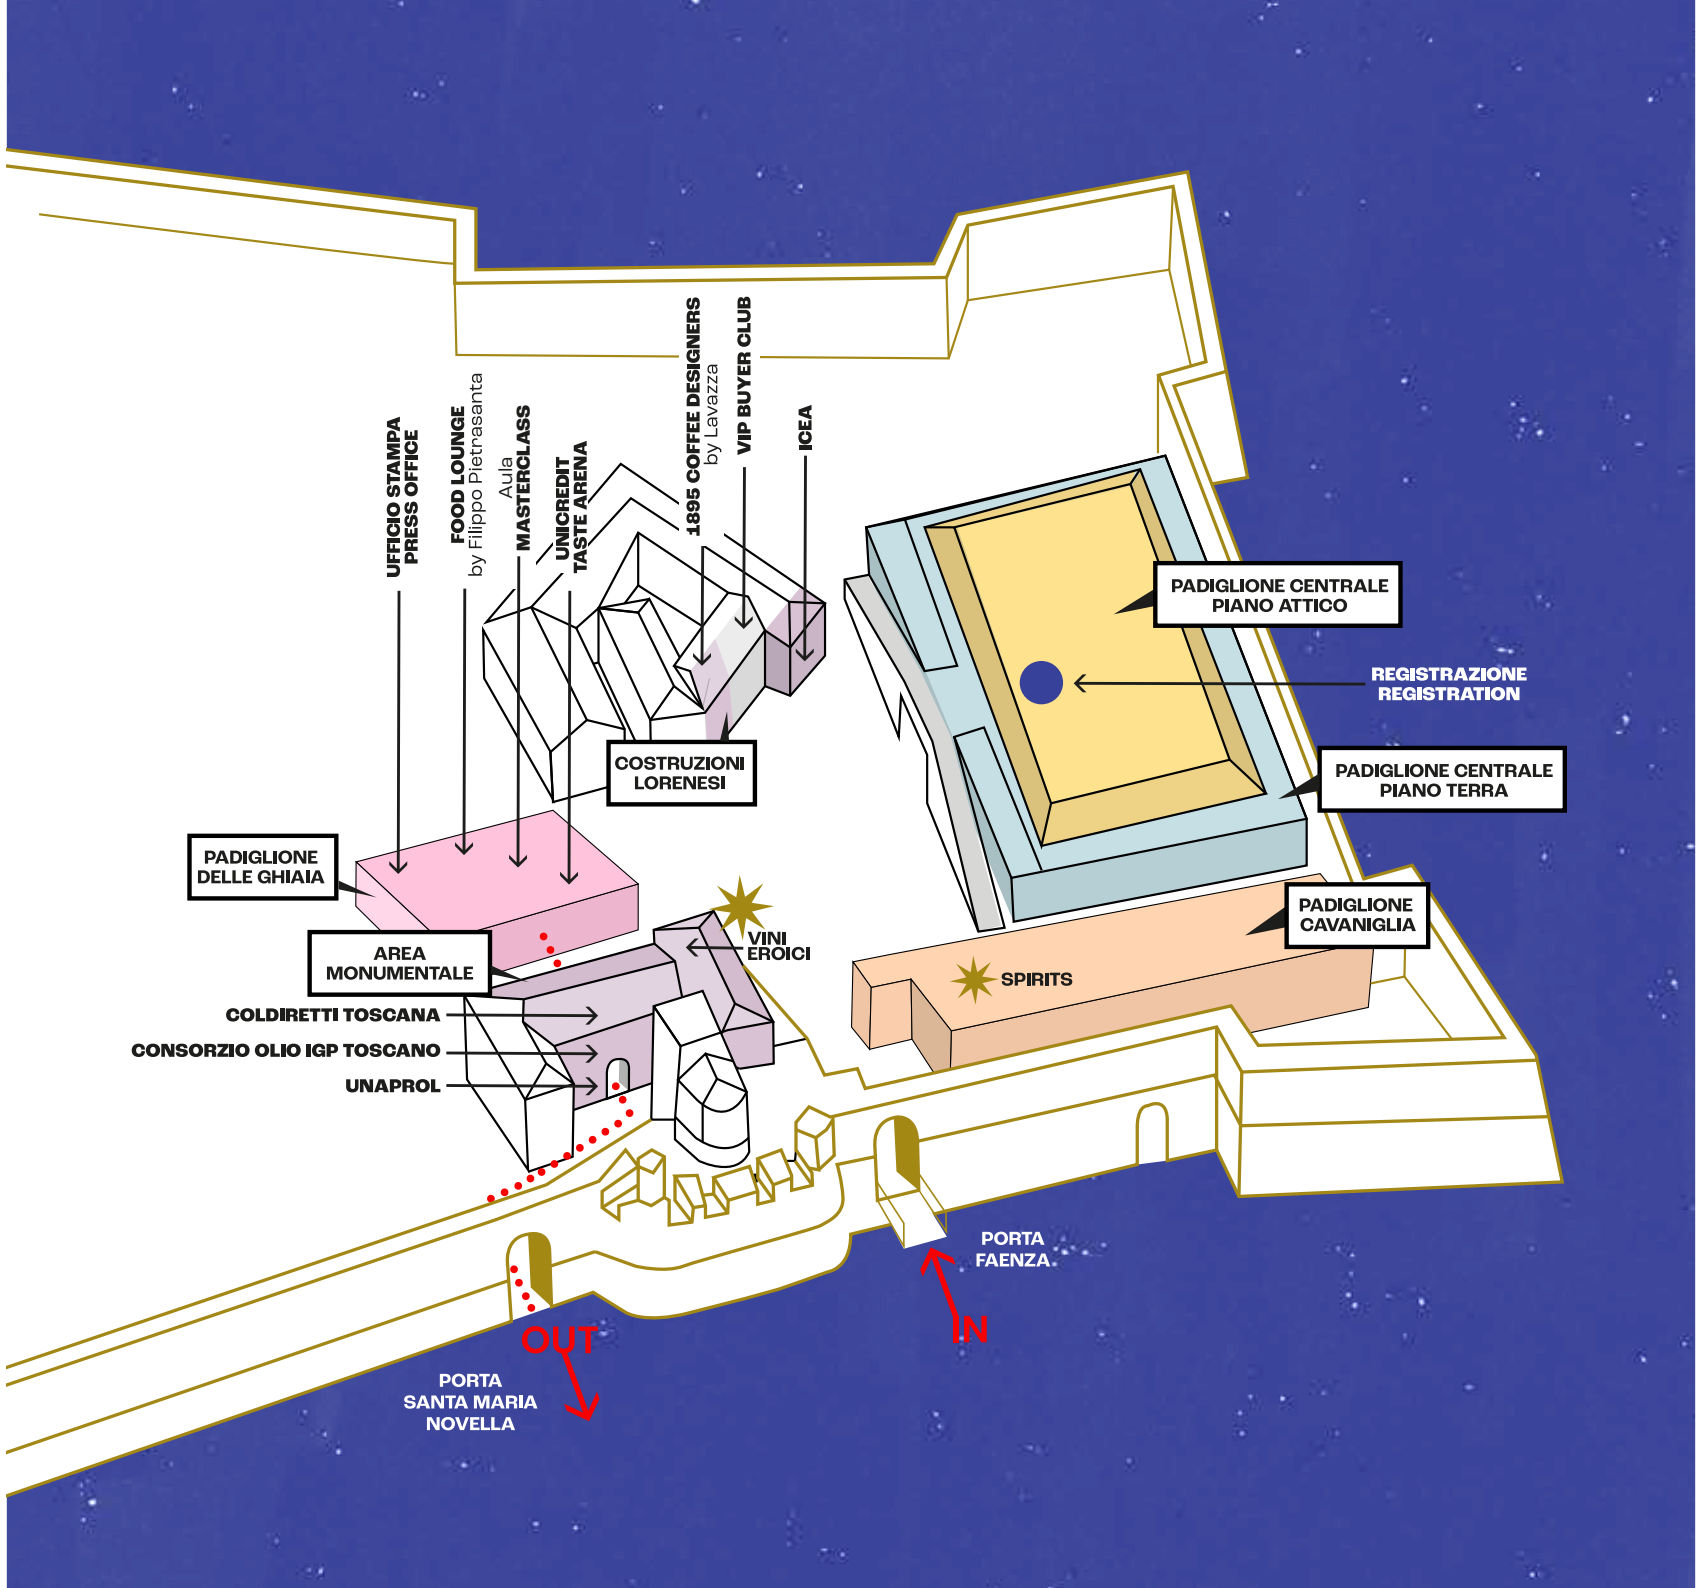 UFFICIO STAMPA
PRESS OFFICE
FOOD LOUNGE
by Filippo Pietrasanta
Aula
MASTERCLASS
UNICREDIT
TASTE ARENA
1895 COFFEE DESIGNERS
by Lavazza
VIP BUYER CLUB
ICEA
PADIGLIONE CENTRALE
PIANO ATTICO
REGISTRAZIONE
REGISTRATION
COSTRUZIONI
LORENESI
PADIGLIONE CENTRALE
PIANO TERRA
PADIGLIONE
DELLE GHIAIA
PADIGLIONE
CAVANIGLIA
AREA
MONUMENTALE
VINI
EROICI
SPIRITS
COLDIRETTI TOSCANA
CONSORZIO OLIO IGP TOSCANO
UNAPROL
PORTA
FAENZA
IN
OUT
PORTA
SANTA MARIA
NOVELLA